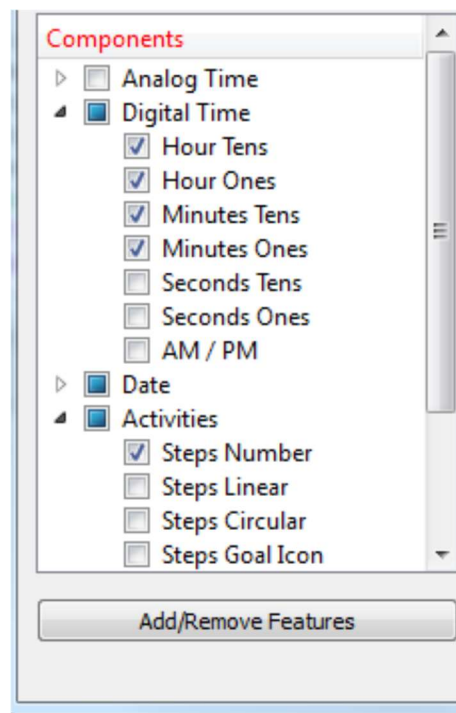 Components
Analog Time
Digital Time
Hour Tens
Hour Ones
Minutes Tens
Minutes Ones
Seconds Tens
Seconds Ones
AM / PM
Date
Activities
Steps Number
Steps Linear
Steps Circular
Steps Goal Icon
Add/Remove Features